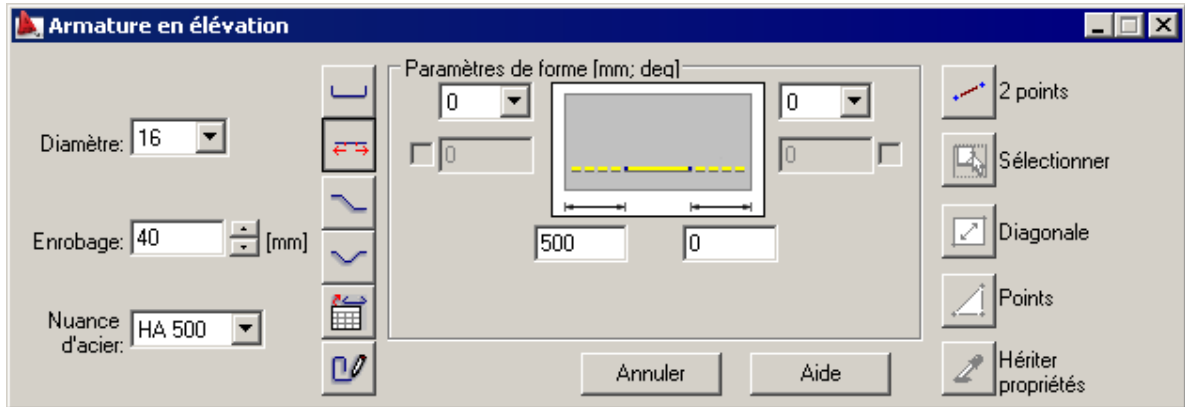 Armature en élévation
Diamètre: 16
Enrobage: 40 [mm]
Nuance
d'acier: HA 500
Paramètres de forme [mm; deg]
0 0
0 0
500 0
Annuler Aide
2 points
Sélectionner
Diagonale
Points
Hériter
propriétés